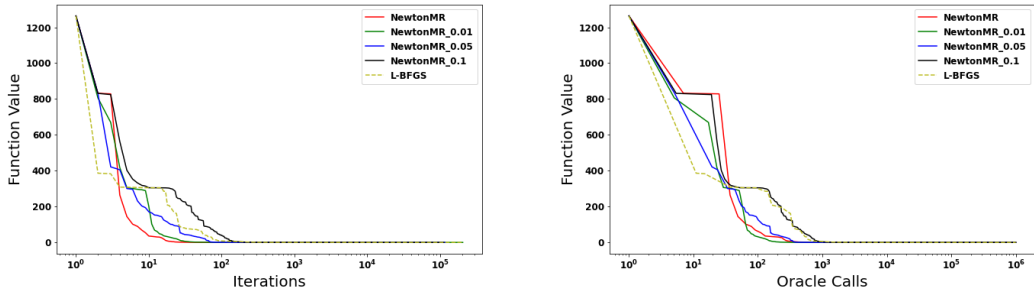 Function Value
1200
1000
800
600
400
200
0
10^0
10^1
10^2
10^3
10^4
10^5
Iterations
NewtonMR
NewtonMR_0.01
NewtonMR_0.05
NewtonMR_0.1
L-BFGS
Function Value
1200
1000
800
600
400
200
0
10^0
10^1
10^2
10^3
10^4
10^5
10^6
Oracle Calls
NewtonMR
NewtonMR_0.01
NewtonMR_0.05
NewtonMR_0.1
L-BFGS